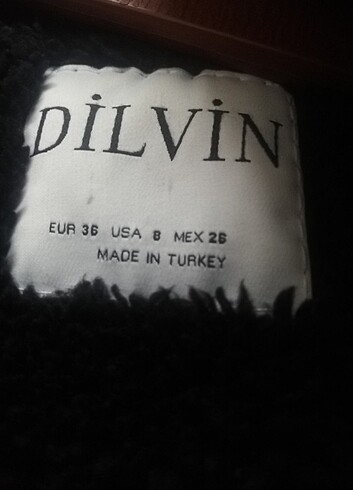 DİLVİN
EUR 36 USA 8 MEX 26
MADE IN TURKEY